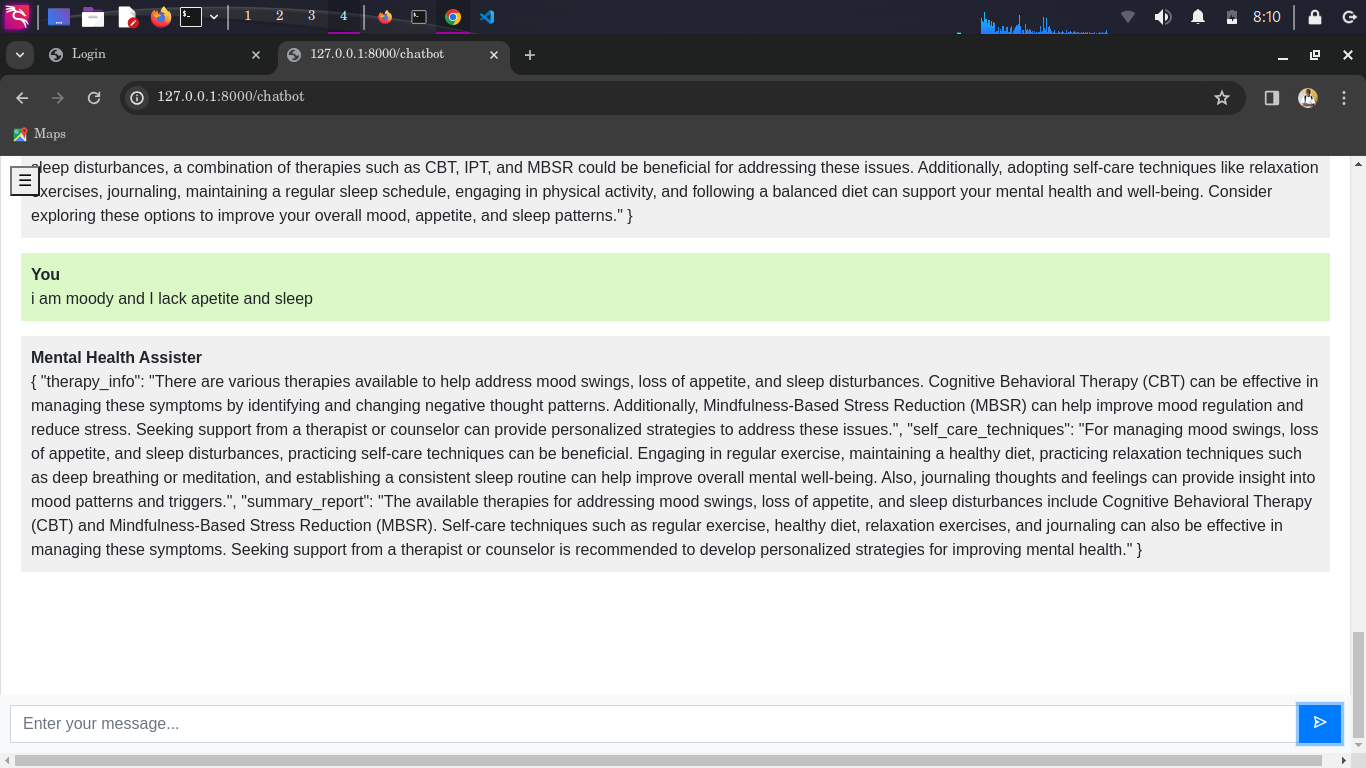 1 2 3 4 8:10
Login 127.0.0.1:8000/chatbot
127.0.0.1:8000/chatbot
Maps
sleep disturbances, a combination of therapies such as CBT, IPT, and MBSR could be beneficial for addressing these issues. Additionally, adopting self-care techniques like relaxation
exercises, journaling, maintaining a regular sleep schedule, engaging in physical activity, and following a balanced diet can support your mental health and well-being. Consider
exploring these options to improve your overall mood, appetite, and sleep patterns." }
You
i am moody and I lack apetite and sleep
Mental Health Assister
{ "therapy_info": "There are various therapies available to help address mood swings, loss of appetite, and sleep disturbances. Cognitive Behavioral Therapy (CBT) can be effective in
managing these symptoms by identifying and changing negative thought patterns. Additionally, Mindfulness-Based Stress Reduction (MBSR) can help improve mood regulation and
reduce stress. Seeking support from a therapist or counselor can provide personalized strategies to address these issues.", "self_care_techniques": "For managing mood swings, loss
of appetite, and sleep disturbances, practicing self-care techniques can be beneficial. Engaging in regular exercise, maintaining a healthy diet, practicing relaxation techniques such
as deep breathing or meditation, and establishing a consistent sleep routine can help improve overall mental well-being. Also, journaling thoughts and feelings can provide insight into
mood patterns and triggers.", "summary_report": "The available therapies for addressing mood swings, loss of appetite, and sleep disturbances include Cognitive Behavioral Therapy
(CBT) and Mindfulness-Based Stress Reduction (MBSR). Self-care techniques such as regular exercise, healthy diet, relaxation exercises, and journaling can also be effective in
managing these symptoms. Seeking support from a therapist or counselor is recommended to develop personalized strategies for improving mental health." }
Enter your message...